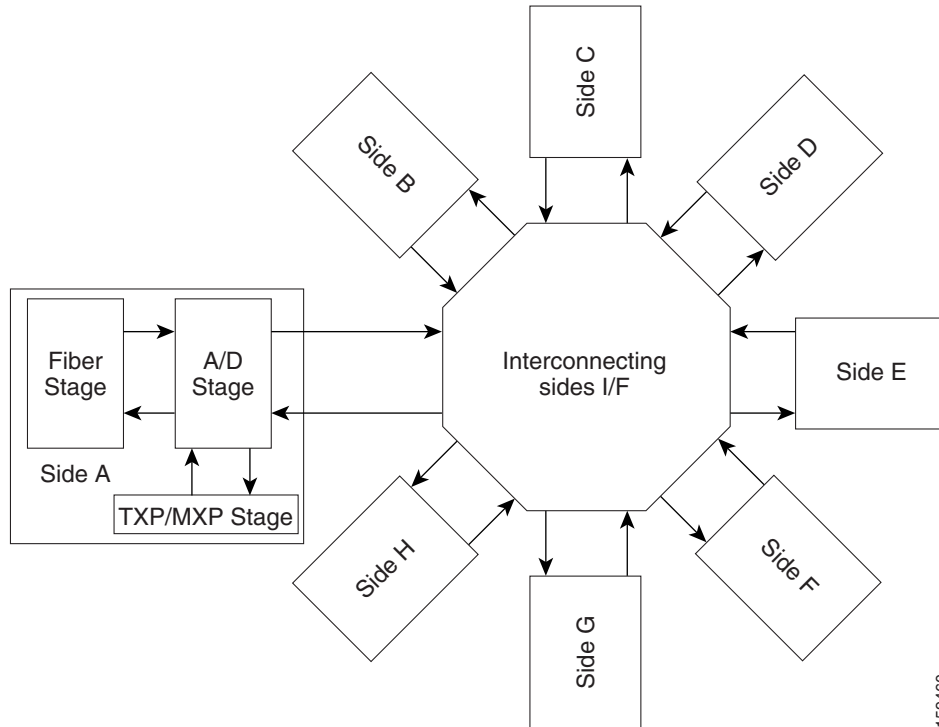 Side C
Side B
Side D
Fiber
Stage
A/D
Stage
Interconnecting
sides I/F
Side E
Side A
TXP/MXP Stage
Side H
Side F
Side G